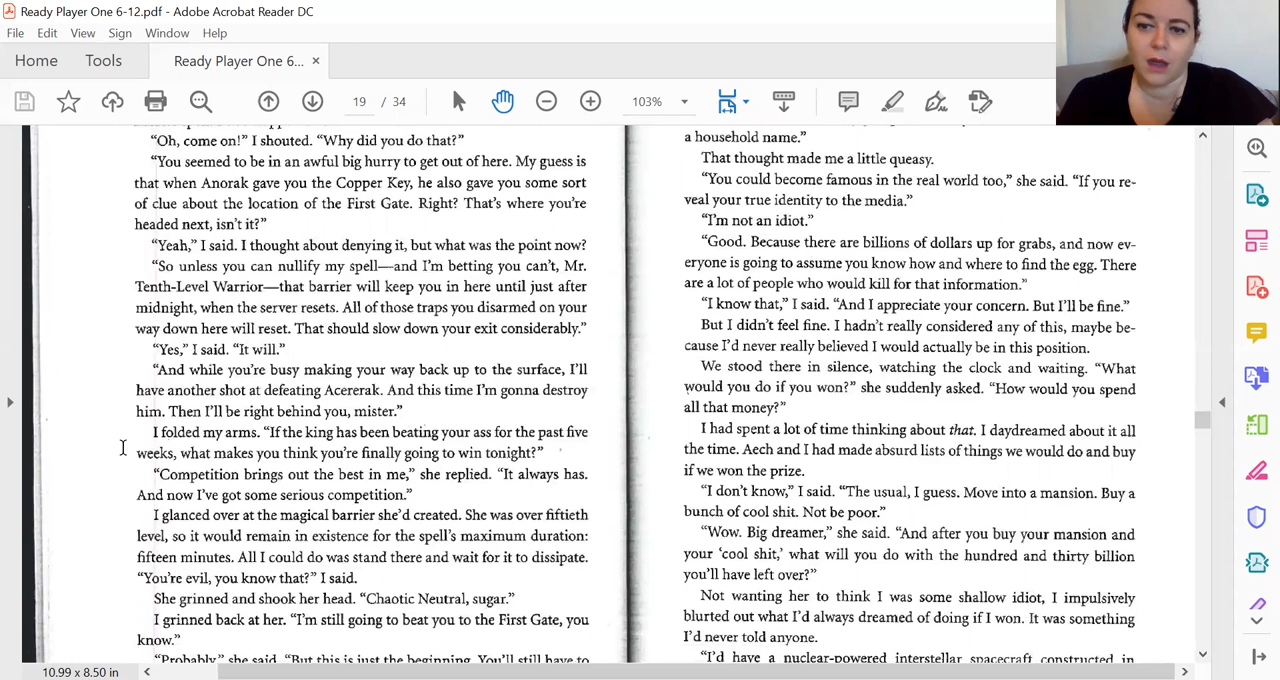 Ready Player One 6-12.pdf - Adobe Acrobat Reader DC
File Edit View Sign Window Help
Home Tools Ready Player One 6... ×
19 / 34 103%
“Oh, come on!” I shouted. “Why did you do that?”
“You seemed to be in an awful big hurry to get out of here. My guess is
that when Anorak gave you the Copper Key, he also gave you some sort
of clue about the location of the First Gate. Right? That’s where you’re
headed next, isn’t it?”
“Yeah,” I said. I thought about denying it, but what was the point now?
“So unless you can nullify my spell—and I’m betting you can’t, Mr.
Tenth-Level Warrior—that barrier will keep you in here until just after
midnight, when the server resets. All of those traps you disarmed on your
way down here will reset. That should slow down your exit considerably.”
“Yes,” I said. “It will.”
“And while you’re busy making your way back up to the surface, I’ll
have another shot at defeating Acererak. And this time I’m gonna destroy
him. Then I’ll be right behind you, mister.”
I folded my arms. “If the king has been beating your ass for the past five
weeks, what makes you think you’re finally going to win tonight?”
“Competition brings out the best in me,” she replied. “It always has.
And now I’ve got some serious competition.”
I glanced over at the magical barrier she’d created. She was over fiftieth
level, so it would remain in existence for the spell’s maximum duration:
fifteen minutes. All I could do was stand there and wait for it to dissipate.
“You’re evil, you know that?” I said.
She grinned and shook her head. “Chaotic Neutral, sugar.”
I grinned back at her. “I’m still going to beat you to the First Gate, you
know.”
“Probably,” she said. “But this is just the beginning. You’ll still have to
a household name.”
That thought made me a little queasy.
“You could become famous in the real world too,” she said. “If you re-
veal your true identity to the media.”
“I’m not an idiot.”
“Good. Because there are billions of dollars up for grabs, and now ev-
eryone is going to assume you know how and where to find the egg. There
are a lot of people who would kill for that information.”
“I know that,” I said. “And I appreciate your concern. But I’ll be fine.”
But I didn’t feel fine. I hadn’t really considered any of this, maybe be-
cause I’d never really believed I would actually be in this position.
We stood there in silence, watching the clock and waiting. “What
would you do if you won?” she suddenly asked. “How would you spend
all that money?”
I had spent a lot of time thinking about that. I daydreamed about it all
the time. Aech and I had made absurd lists of things we would do and buy
if we won the prize.
“I don’t know,” I said. “The usual, I guess. Move into a mansion. Buy a
bunch of cool shit. Not be poor.”
“Wow. Big dreamer,” she said. “And after you buy your mansion and
your ‘cool shit,’ what will you do with the hundred and thirty billion
you’ll have left over?”
Not wanting her to think I was some shallow idiot, I impulsively
blurted out what I’d always dreamed of doing if I won. It was something
I’d never told anyone.
“I’d have a nuclear-powered interstellar spacecraft constructed in
10.99 x 8.50 in